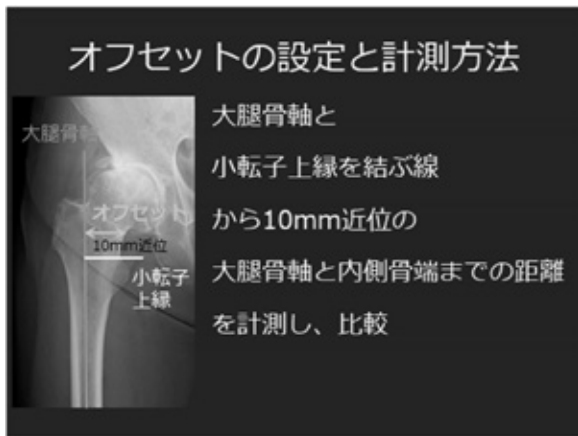 オフセットの設定と計測方法
大腿骨軸と
小転子上縁を結ぶ線
から10mm近位の
大腿骨軸と内側骨端までの距離
を計測し、比較
大腿骨軸
オフセット
10mm近位
小転子
上縁